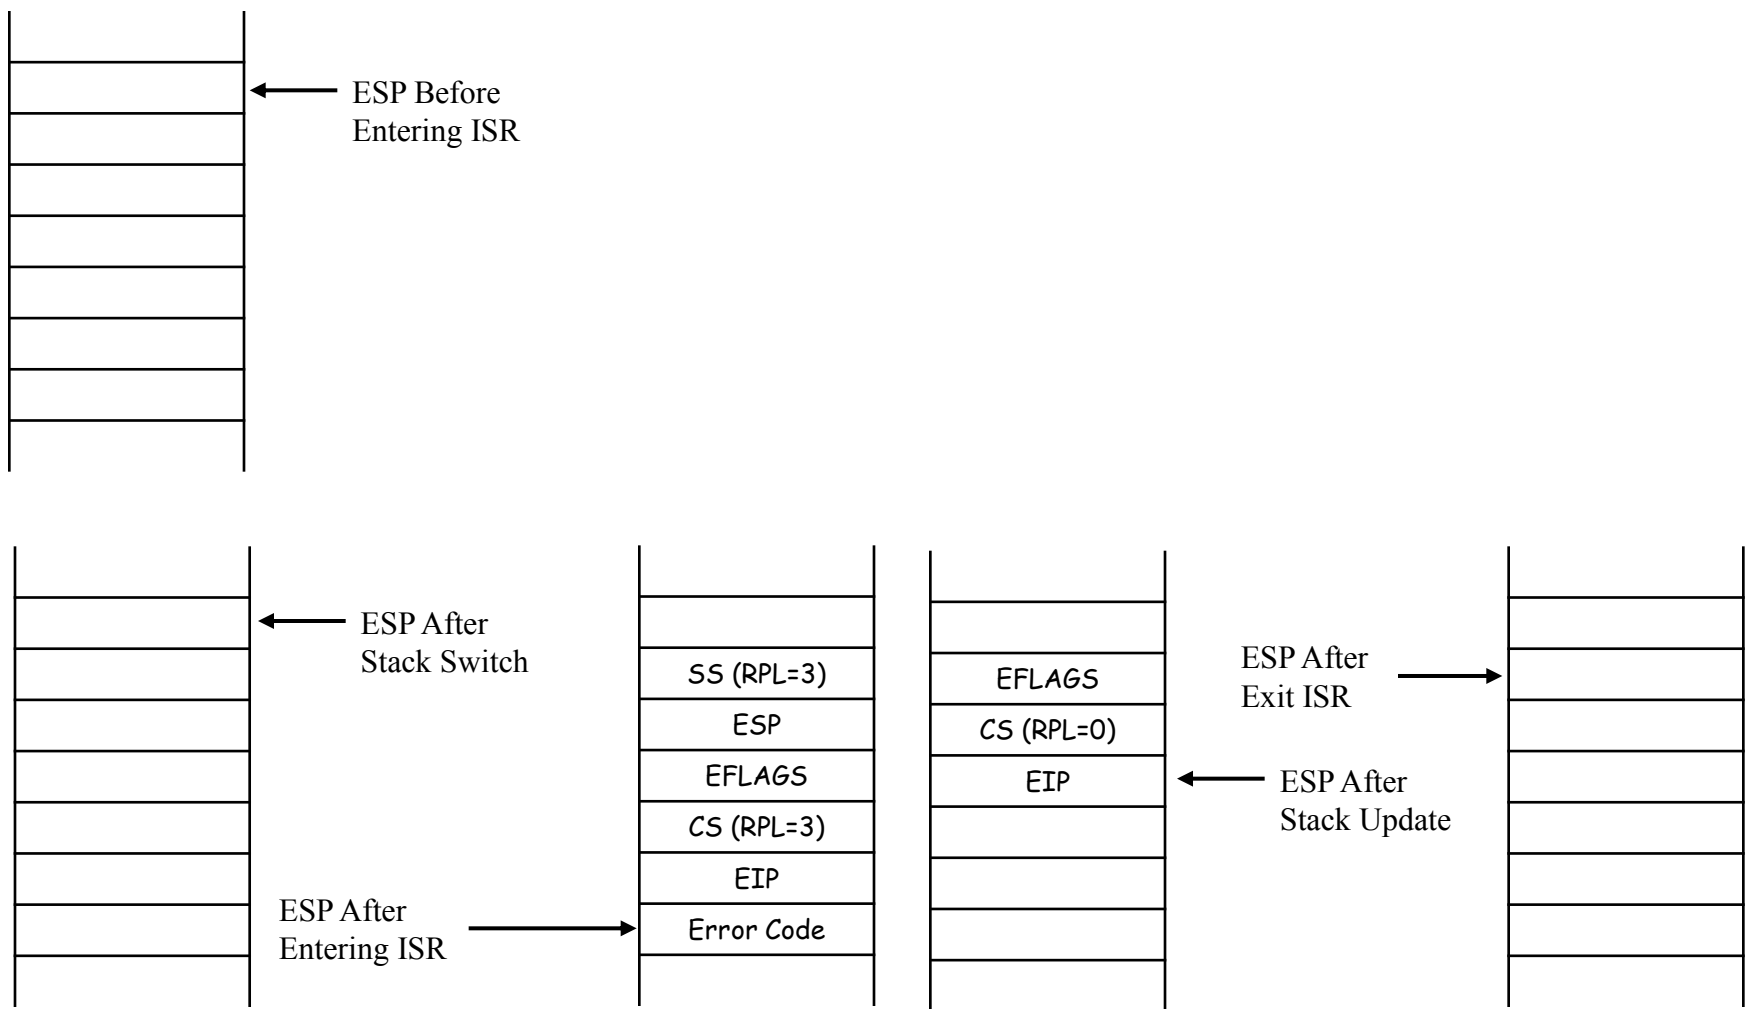 ESP Before
Entering ISR
ESP After
Stack Switch
ESP After
Entering ISR
SS (RPL=3)
ESP
EFLAGS
CS (RPL=3)
EIP
Error Code
EFLAGS
CS (RPL=0)
EIP
ESP After
Stack Update
ESP After
Exit ISR